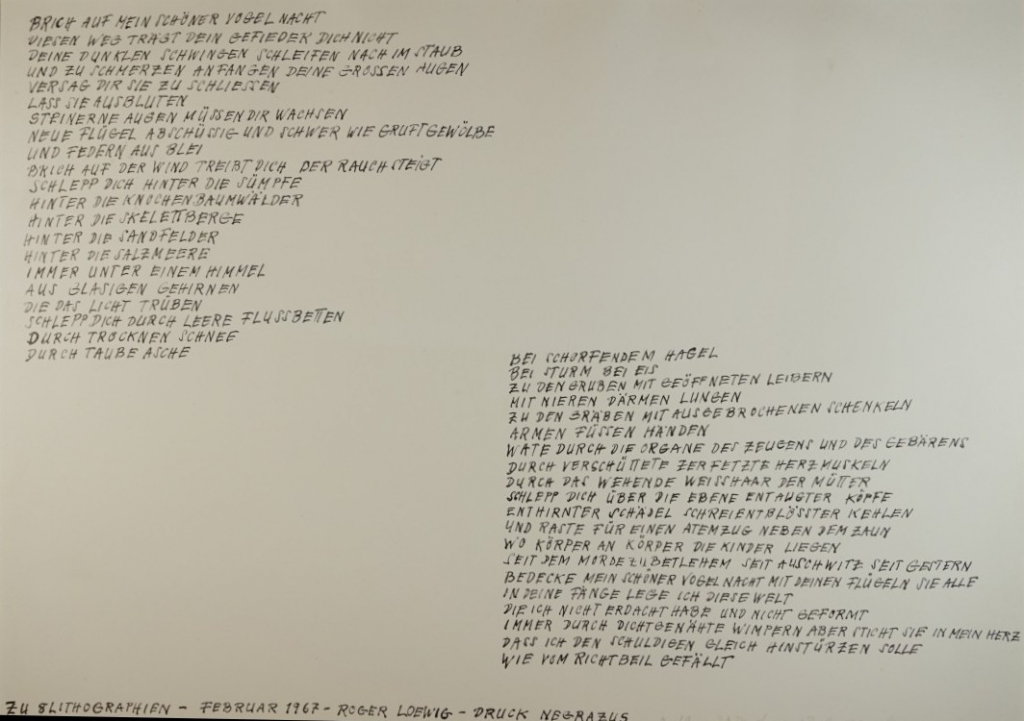 BRICH AUF MEIN SCHÖNER VOGEL NACHT
DIESEN WEG TRÄGT DEIN GEFIEDER DICH NICHT
DEINE DUNKLEN SCHWINGEN SCHLEIFEN NACH IM STAUB
UND ZU SCHMERZEN ANFANGEN DEINE GROSSEN AUGEN
VERSAG DIR SIE ZU SCHLIESSEN
LASS SIE AUSBLUTEN
STEINERNE AUGEN MÜSSEN DIR WACHSEN
NEUE FLÜGEL ABSCHÜSSIG UND SCHWER WIE GRUFTGEWÖLBE
UND FEDERN AUS BLEI
BRICH AUF DER WIND TREIBT DICH DER RAUCH STEIGT
SCHLEPP DICH HINTER DIE SÜMPFE
HINTER DIE KNOCHENBAUMWÄLDER
HINTER DIE SKELETTBERGE
HINTER DIE SANDFELDER
HINTER DIE SALZMEERE
IMMER UNTER EINEM HIMMEL
AUS GLASIGEN GEHIRNEN
DIE DAS LICHT TRÜBEN
SCHLEPP DICH DURCH LEERE FLUSSBETTEN
DURCH TROCKNEN SCHNEE
DURCH TAUBE ASCHE
BEI SCHORFENDEM HAGEL
BEI STURM BEI EIS
ZU DEN GRUBEN MIT GEÖFFNETEN LEIBERN
MIT NIEREN DÄRMEN LUNGEN
ZU DEN GRÄBEN MIT AUSGEBROCHENEN SCHENKELN
ARMEN FÜSSEN HÄNDEN
WATE DURCH DIE ORGANE DES ZEUGENS UND DES GEBÄRENS
DURCH VERSCHÜTTETE ZERFETZTE HERZMUSKELN
DURCH DAS WEHENDE WEISSHAAR DER MÜTTER
SCHLEPP DICH ÜBER DIE EBENE ENTAUGTER KÖPFE
ENTHIRNTER SCHÄDEL SCHREIENTBLÖSSTER KEHLEN
UND RASTE FÜR EINEN ATEMZUG NEBEN DEM ZAUN
WO KÖRPER AN KÖRPER DIE KINDER LIEGEN
SEIT DEM MORDE ZU BETLEHEM SEIT AUSCHWITZ SEIT GESTERN
BEDECKE MEIN SCHÖNER VOGEL NACHT MIT DEINEN FLÜGELN SIE ALLE
IN DEINE FÄNGE LEGE ICH DIESE WELT
DIE ICH NICHT ERDACHT HABE UND NICHT GEFORMT
IMMER DURCH DICHTGENÄHTE WIMPERN ABER STICHT SIE IN MEIN HERZ
DASS ICH DEN SCHULDIGEN GLEICH HINSTÜRZEN SOLLE
WIE VOM RICHTBEIL GEFÄLLT
ZU 8 LITHOGRAPHIEN – FEBRUAR 1967 – ROGER LOEWIG – DRUCK NEGRAZUS